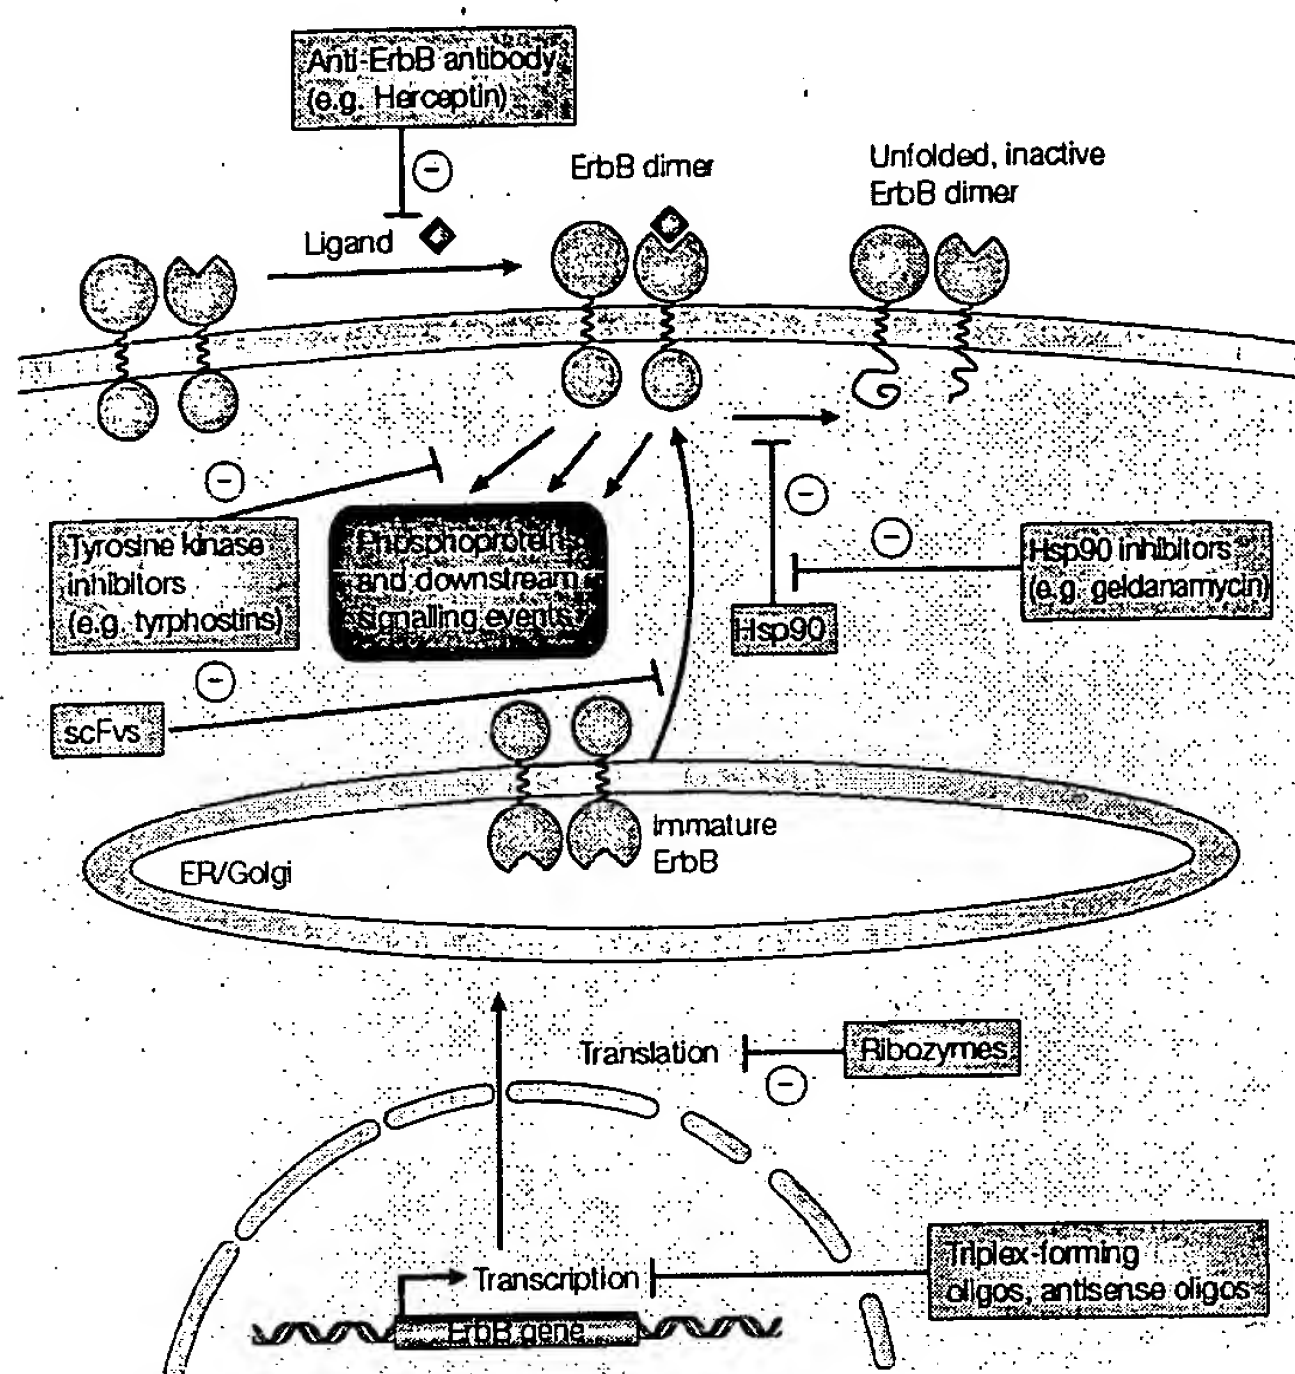 Anti-ErbB antibody
(e.g. Herceptin)
ErbB dimer
Unfolded, inactive
ErbB dimer
Ligand
−
−
−
−
Tyrosine kinase
inhibitors
(e.g. tyrphostins)
Phosphoprotein
and downstream
signalling events
Hsp90 inhibitors
(e.g. geldanamycin)
Hsp90
−
scFvs
Immature
ErbB
ER/Golgi
Translation
Ribozymes
−
Triplex-forming
oligos, antisense oligos
Transcription
ErbB gene